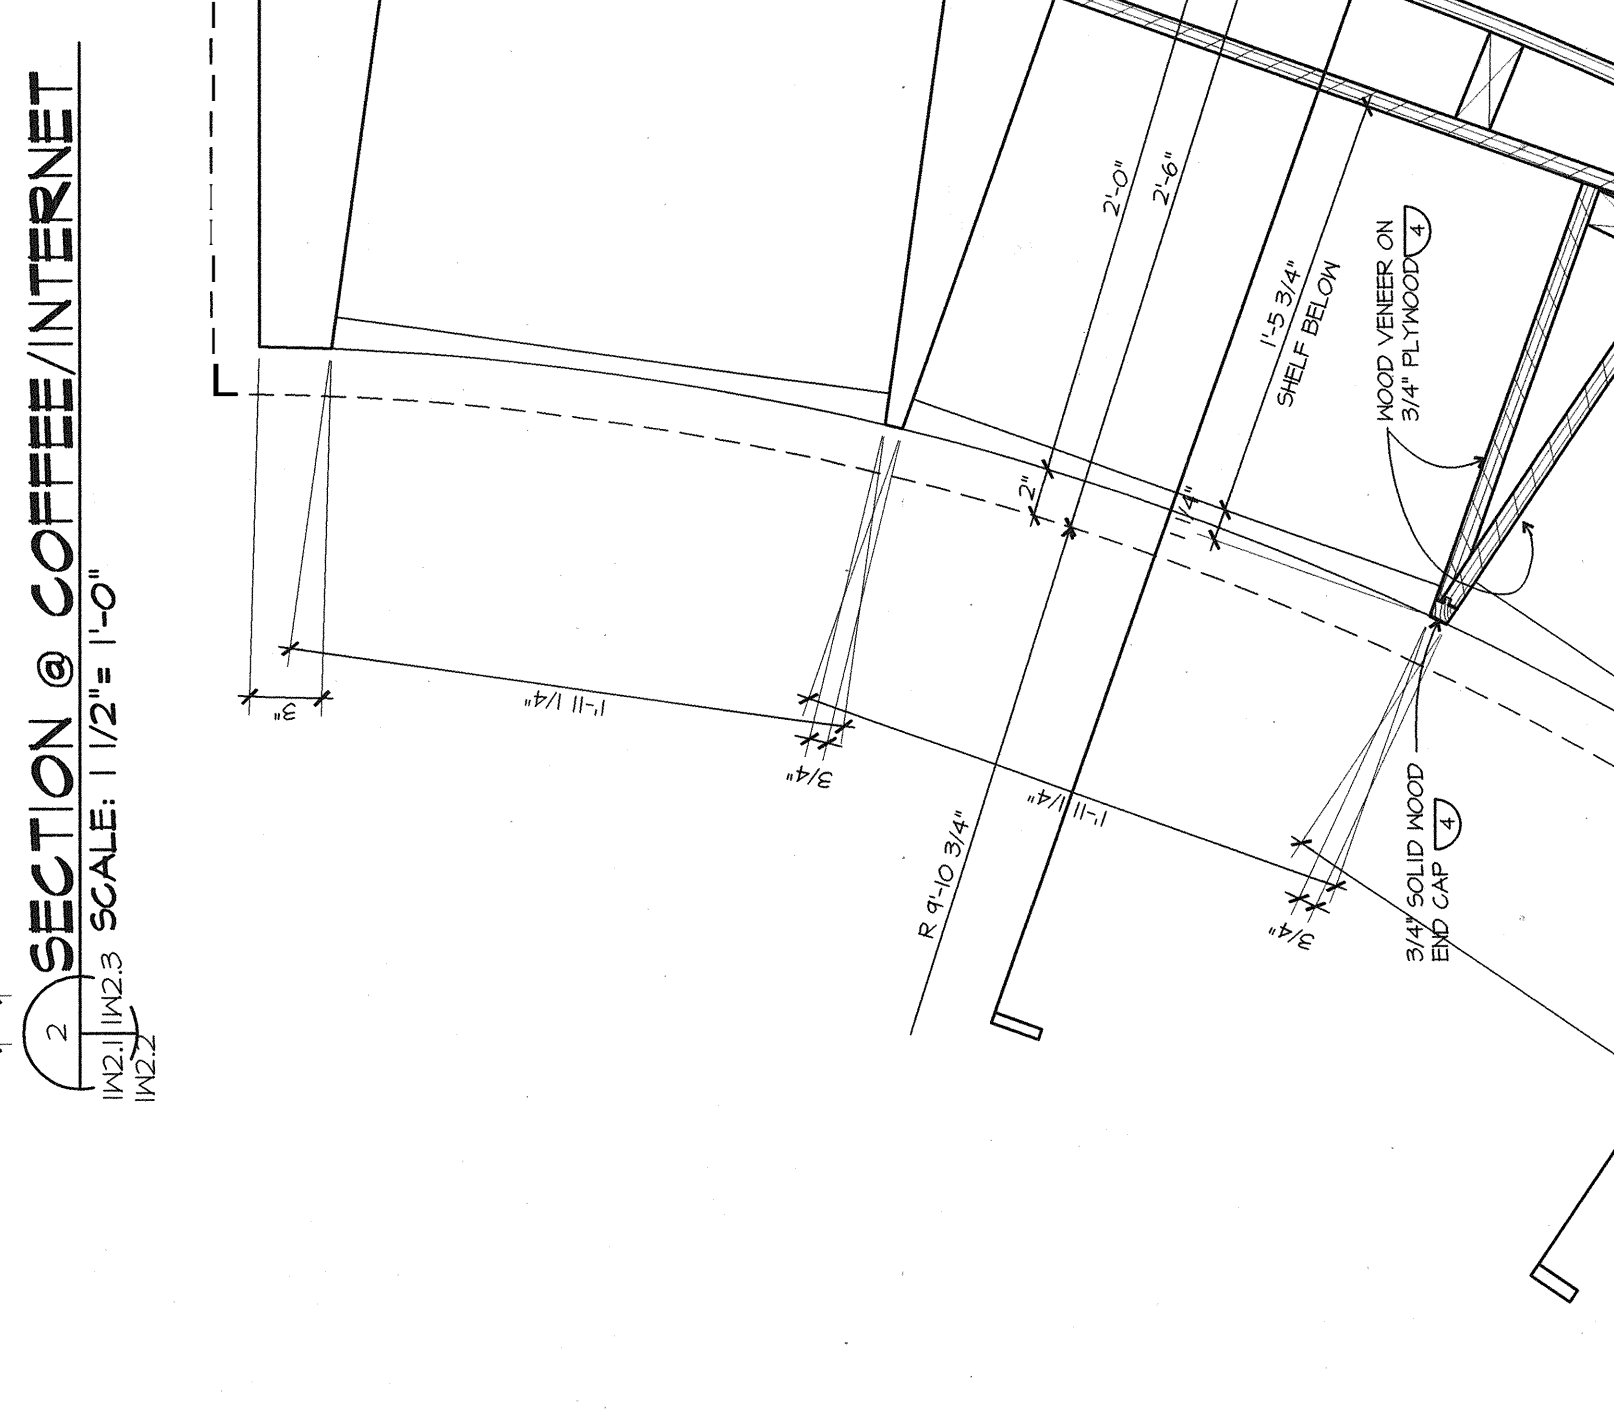 2
SECTION @ COFFEE/INTERNET
SCALE: 1 1/2"= 1'-0"
IW2.1 IW2.3
IW2.2
3"
1'-11 1/4"
3/4"
1'-11 1/4"
3/4"
R 9'-10 3/4"
2"
2'-0"
2'-6"
1'-5 3/4"
SHELF BELOW
WOOD VENEER ON
3/4" PLYWOOD 4
3/4" SOLID WOOD
END CAP 4